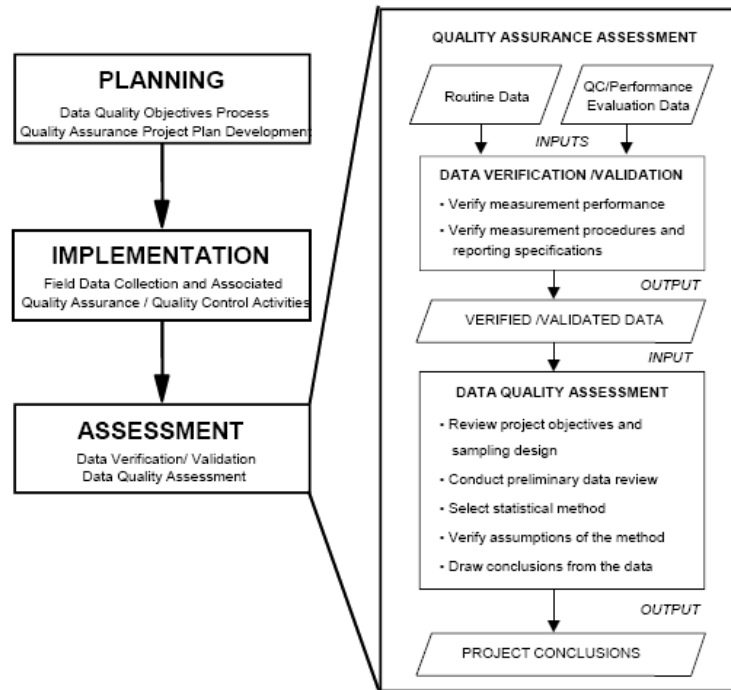 PLANNING
Data Quality Objectives Process
Quality Assurance Project Plan Development
IMPLEMENTATION
Field Data Collection and Associated
Quality Assurance / Quality Control Activities
ASSESSMENT
Data Verification/ Validation
Data Quality Assessment
QUALITY ASSURANCE ASSESSMENT
Routine Data
QC/Performance
Evaluation Data
INPUTS
DATA VERIFICATION /VALIDATION
• Verify measurement performance
• Verify measurement procedures and
reporting specifications
OUTPUT
VERIFIED /VALIDATED DATA
INPUT
DATA QUALITY ASSESSMENT
• Review project objectives and
sampling design
• Conduct preliminary data review
• Select statistical method
• Verify assumptions of the method
• Draw conclusions from the data
OUTPUT
PROJECT CONCLUSIONS